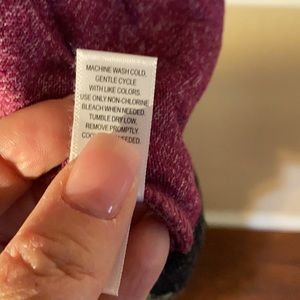 MACHINE WASH COLD,
GENTLE CYCLE
WITH LIKE COLORS.
USE ONLY NON-CHLORINE
BLEACH WHEN NEEDED.
TUMBLE DRY LOW,
REMOVE PROMPTLY.
NEEDED.